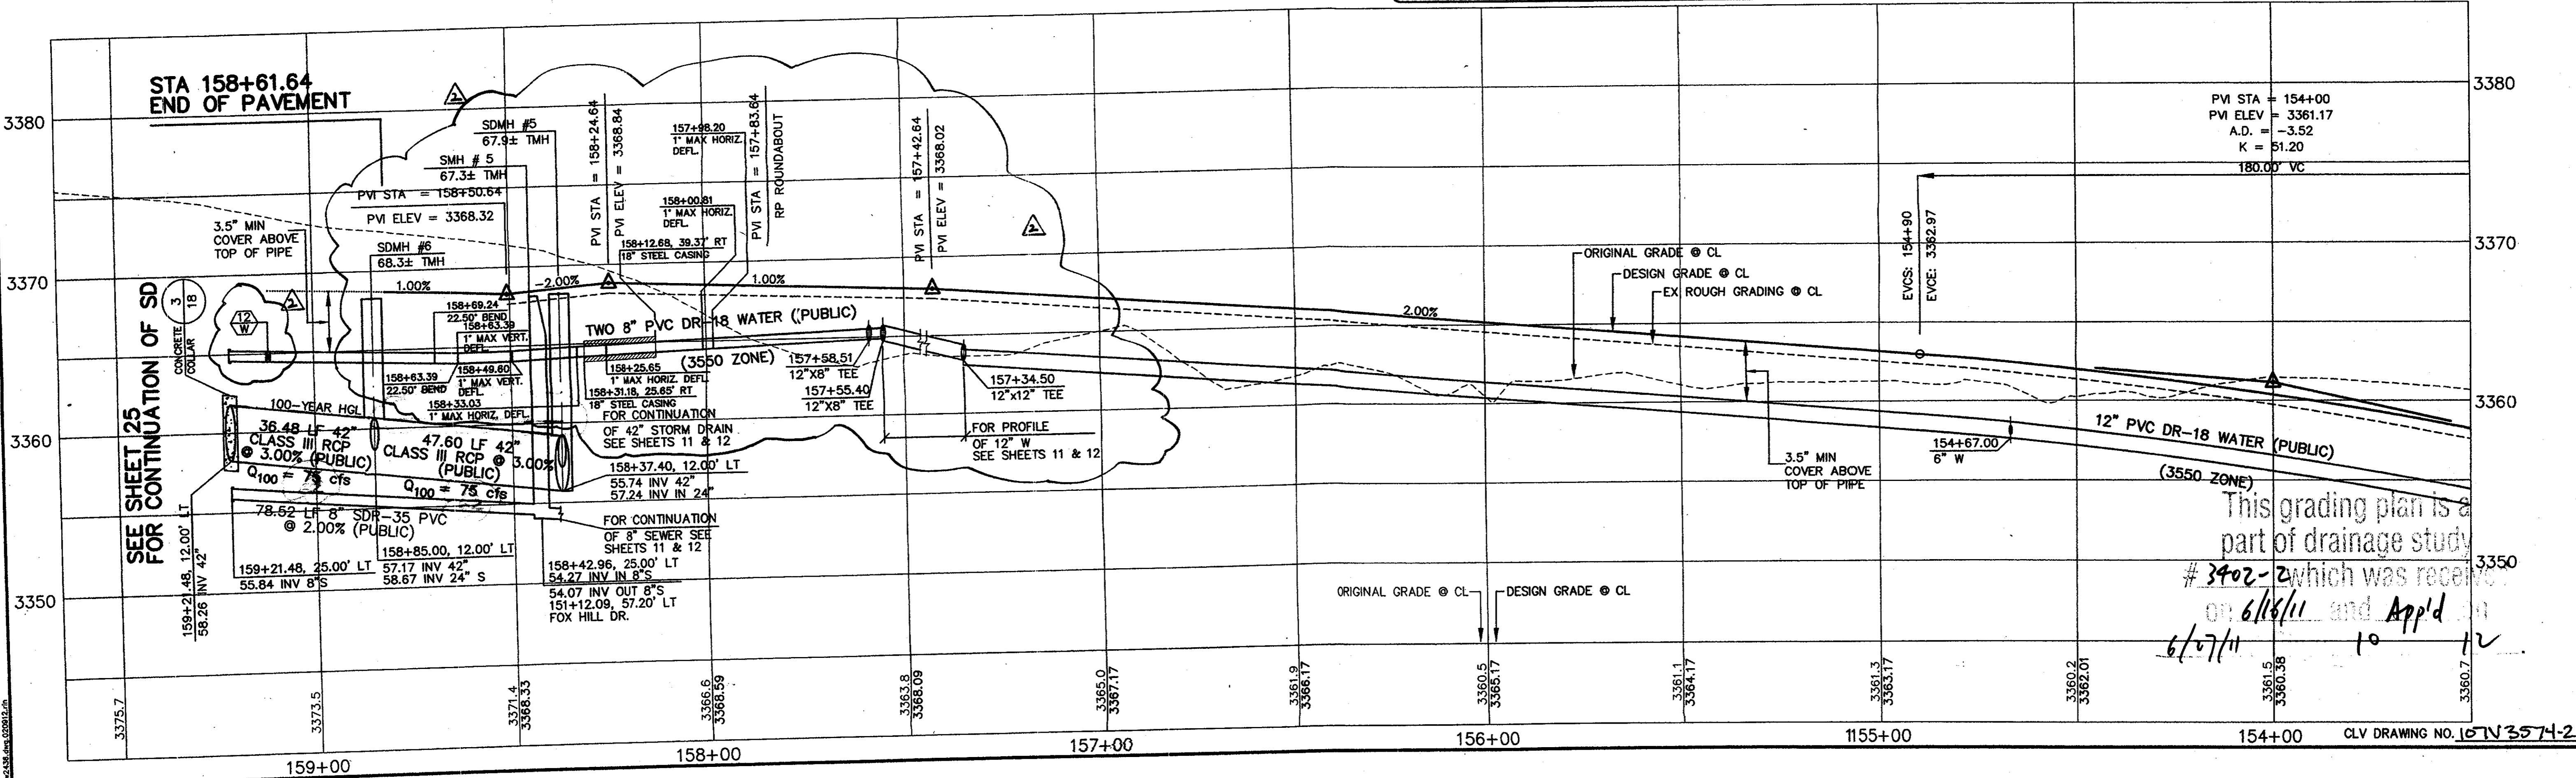 STA 158+61.64
END OF PAVEMENT
3380
3370
3360
3350
SEE SHEET 25
FOR CONTINUATION OF SD
3
18
CONCRETE
COLLAR
12
W
2
3.5" MIN
COVER ABOVE
TOP OF PIPE
2
SDMH #5
67.9± TMH
SMH # 5
67.3± TMH
PVI STA = 158+50.64
PVI ELEV = 3368.32
SDMH #6
68.3± TMH
PVI STA = 158+24.64
PVI ELEV = 3368.84
157+98.20
1° MAX HORIZ.
DEFL.
158+00.81
1° MAX HORIZ.
DEFL.
158+12.68, 39.37' RT
18" STEEL CASING
PVI STA = 157+83.64
RP ROUNDABOUT
PVI STA = 157+42.64
PVI ELEV = 3368.02
2
1.00%
-2.00%
1.00%
2.00%
158+69.24
22.50° BEND
158+63.39
1° MAX VERT.
DEFL.
TWO 8" PVC DR-18 WATER (PUBLIC)
(3550 ZONE)
158+63.39
22.50° BEND
158+49.60
1° MAX VERT.
DEFL.
158+33.03
1° MAX HORIZ. DEFL.
158+25.65
1° MAX HORIZ. DEFL.
158+31.18, 25.65' RT
18" STEEL CASING
157+58.51
12"X8" TEE
157+55.40
12"X8" TEE
157+34.50
12"x12" TEE
FOR CONTINUATION
OF 42" STORM DRAIN
SEE SHEETS 11 & 12
FOR PROFILE
OF 12" W
SEE SHEETS 11 & 12
100-YEAR HGL
36.48 LF 42"
CLASS III RCP
@ 3.00% (PUBLIC)
Q100 = 75 cfs
47.60 LF 42"
CLASS III RCP @ 3.00%
(PUBLIC)
Q100 = 75 cfs
78.52 LF 8" SDR-35 PVC
@ 2.00% (PUBLIC)
158+37.40, 12.00' LT
55.74 INV 42"
57.24 INV IN 24"
FOR CONTINUATION
OF 8" SEWER SEE
SHEETS 11 & 12
159+21.48, 12.00' LT
58.26 INV 42"
159+21.48, 25.00' LT
55.84 INV 8"S
158+85.00, 12.00' LT
57.17 INV 42"
58.67 INV 24" S
158+42.96, 25.00' LT
54.27 INV IN 8"S
54.07 INV OUT 8"S
151+12.09, 57.20' LT
FOX HILL DR.
ORIGINAL GRADE @ CL
DESIGN GRADE @ CL
EX ROUGH GRADING @ CL
PVI STA = 154+00
PVI ELEV = 3361.17
A.D. = -3.52
K = 51.20
180.00' VC
EVCS: 154+90
EVCE: 3362.97
3380
3370
3360
3350
3.5" MIN
COVER ABOVE
TOP OF PIPE
154+67.00
6" W
12" PVC DR-18 WATER (PUBLIC)
(3550 ZONE)
This grading plan is a
part of drainage study
# 3402-2 which was
on 6/16/11 and App'd
6/27/11 10 12
ORIGINAL GRADE @ CL
DESIGN GRADE @ CL
3375.7
3373.5
3371.4
3368.33
3366.6
3368.59
3363.8
3368.09
3365.0
3367.17
3361.9
3366.17
3360.5
3365.17
3361.1
3364.17
3361.3
3363.17
3360.2
3362.01
3361.5
3360.38
3360.7
159+00
158+00
157+00
156+00
1155+00
154+00
CLV DRAWING NO. 107V3574-2